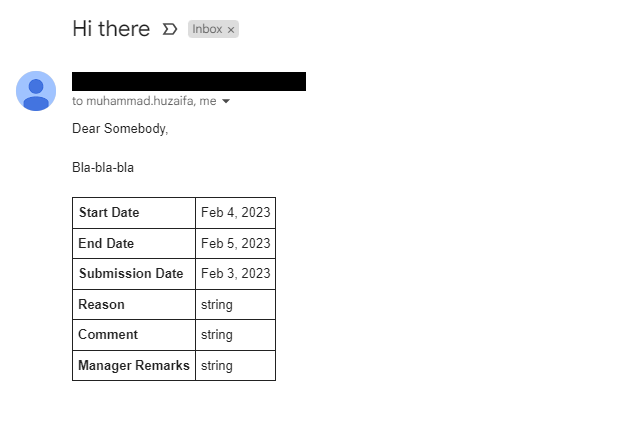 Hi there Inbox ×
to muhammad.huzaifa, me
Dear Somebody,
Bla-bla-bla
Start Date Feb 4, 2023
End Date Feb 5, 2023
Submission Date Feb 3, 2023
Reason string
Comment string
Manager Remarks string